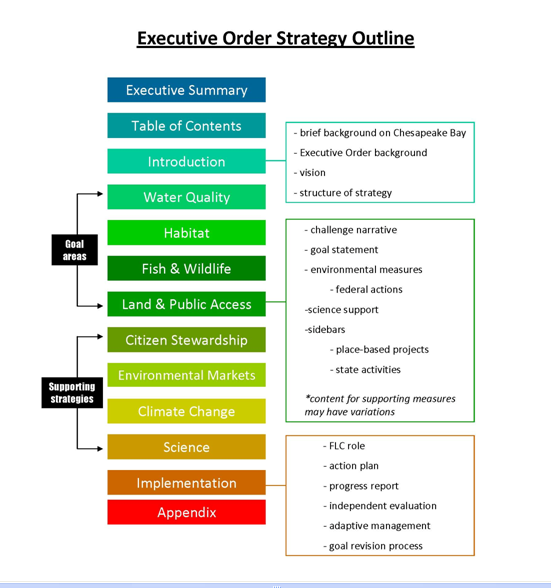 Executive Order Strategy Outline
Executive Summary
Table of Contents
Introduction
- brief background on Chesapeake Bay
- Executive Order background
- vision
- structure of strategy
Goal
areas
Water Quality
Habitat
Fish & Wildlife
Land & Public Access
- challenge narrative
- goal statement
- environmental measures
- federal actions
-science support
-sidebars
- place-based projects
- state activities
*content for supporting measures
may have variations
Supporting
strategies
Citizen Stewardship
Environmental Markets
Climate Change
Science
Implementation
- FLC role
- action plan
- progress report
- independent evaluation
- adaptive management
- goal revision process
Appendix